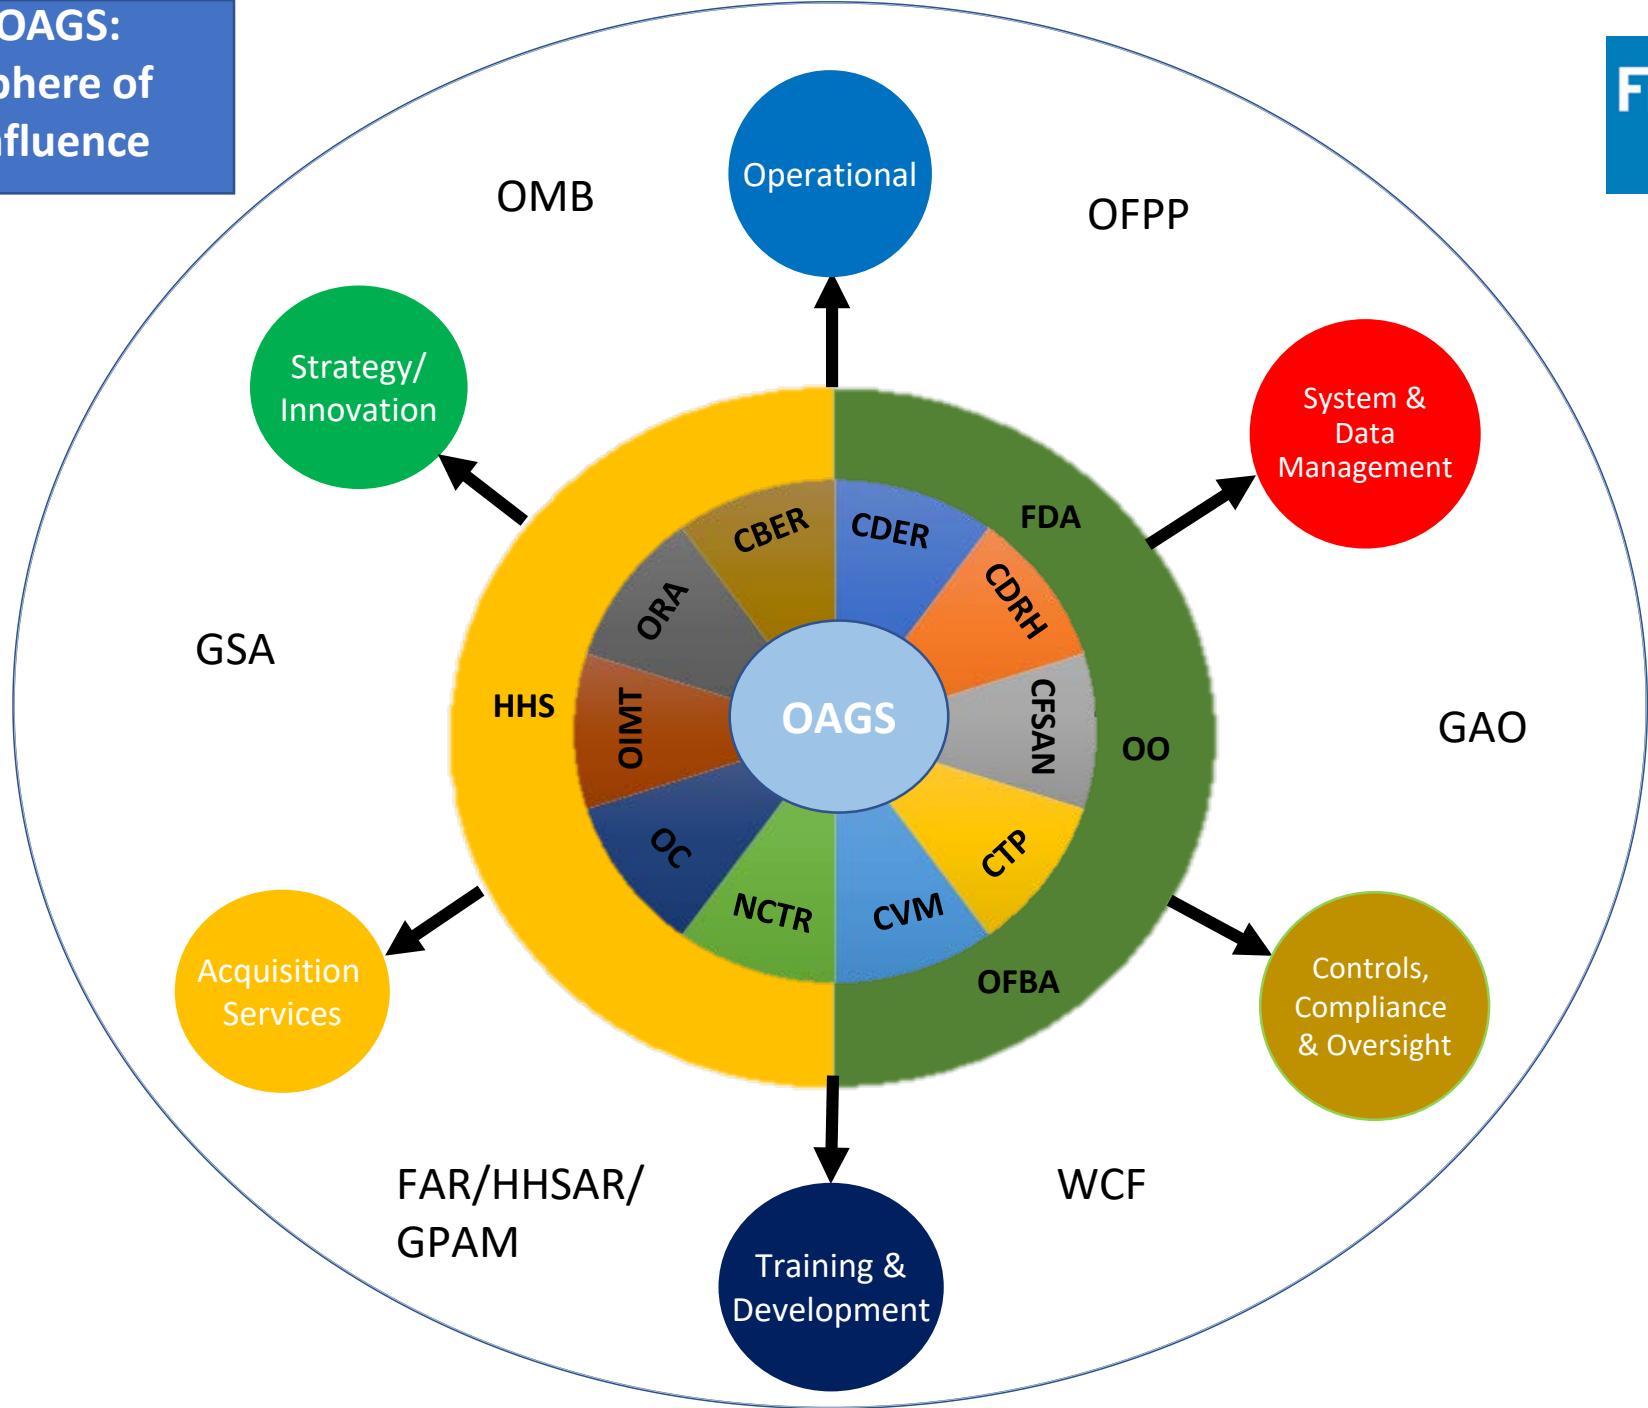 OAGS:
phere of
nfluence
F
OMB
Operational
OFPP
Strategy/
Innovation
System &
Data
Management
GSA
GAO
HHS
FDA
OO
OFBA
CBER
CDER
CDRH
CFSAN
CTP
CVM
NCTR
OC
OIMT
ORA
OAGS
Acquisition
Services
Controls,
Compliance
& Oversight
FAR/HHSAR/
GPAM
WCF
Training &
Development